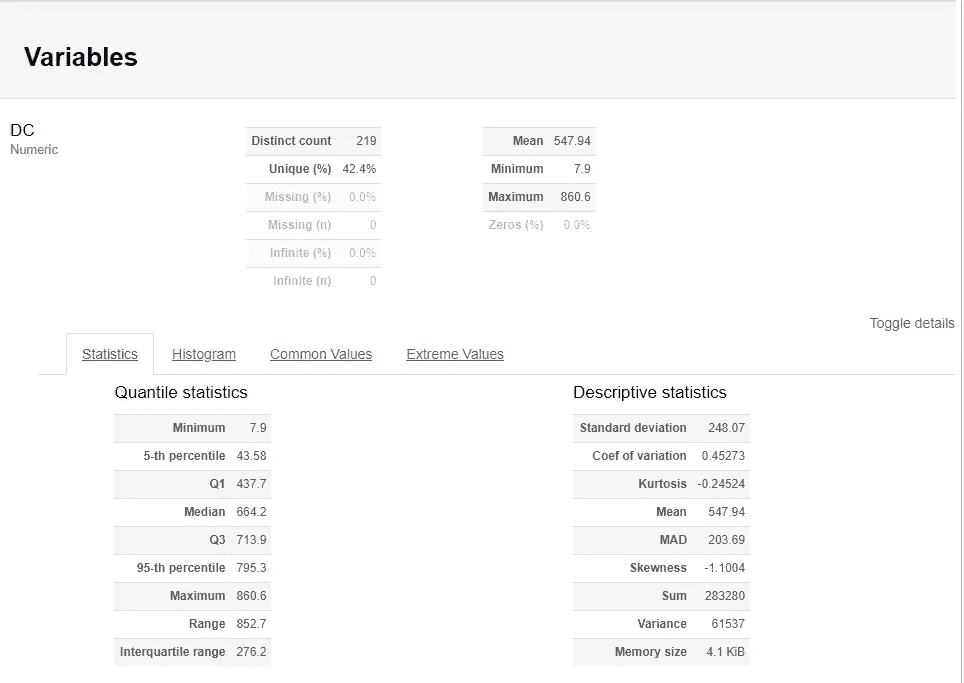 Variables
DC
Numeric
Distinct count 219
Unique (%) 42.4%
Missing (%) 0.0%
Missing (n) 0
Infinite (%) 0.0%
Infinite (n) 0
Mean 547.94
Minimum 7.9
Maximum 860.6
Zeros (%) 0.0%
Toggle details
Statistics Histogram Common Values Extreme Values
Quantile statistics
Minimum 7.9
5-th percentile 43.58
Q1 437.7
Median 664.2
Q3 713.9
95-th percentile 795.3
Maximum 860.6
Range 852.7
Interquartile range 276.2
Descriptive statistics
Standard deviation 248.07
Coef of variation 0.45273
Kurtosis -0.24524
Mean 547.94
MAD 203.69
Skewness -1.1004
Sum 283280
Variance 61537
Memory size 4.1 KiB